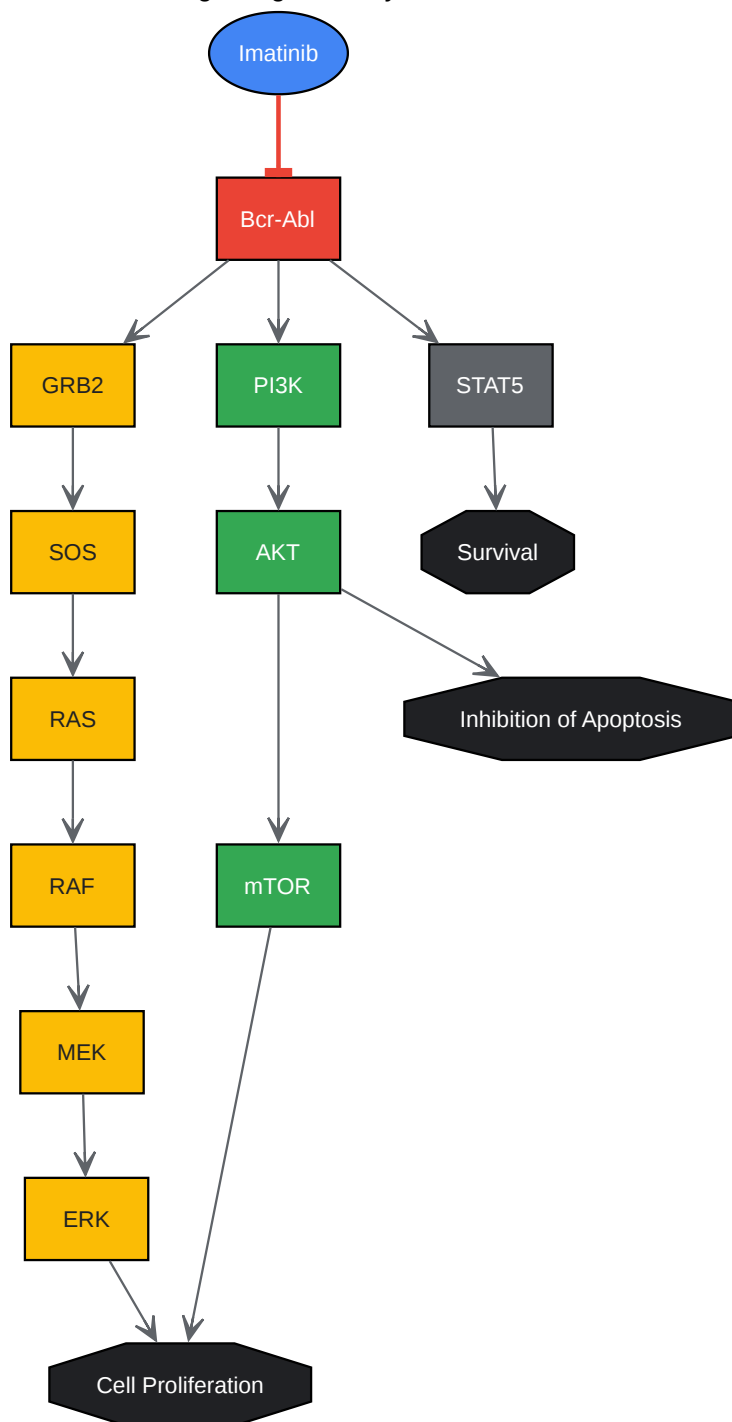 Imatinib
Bcr-Abl
GRB2
PI3K
STAT5
SOS
AKT
Survival
RAS
Inhibition of Apoptosis
RAF
mTOR
MEK
ERK
Cell Proliferation